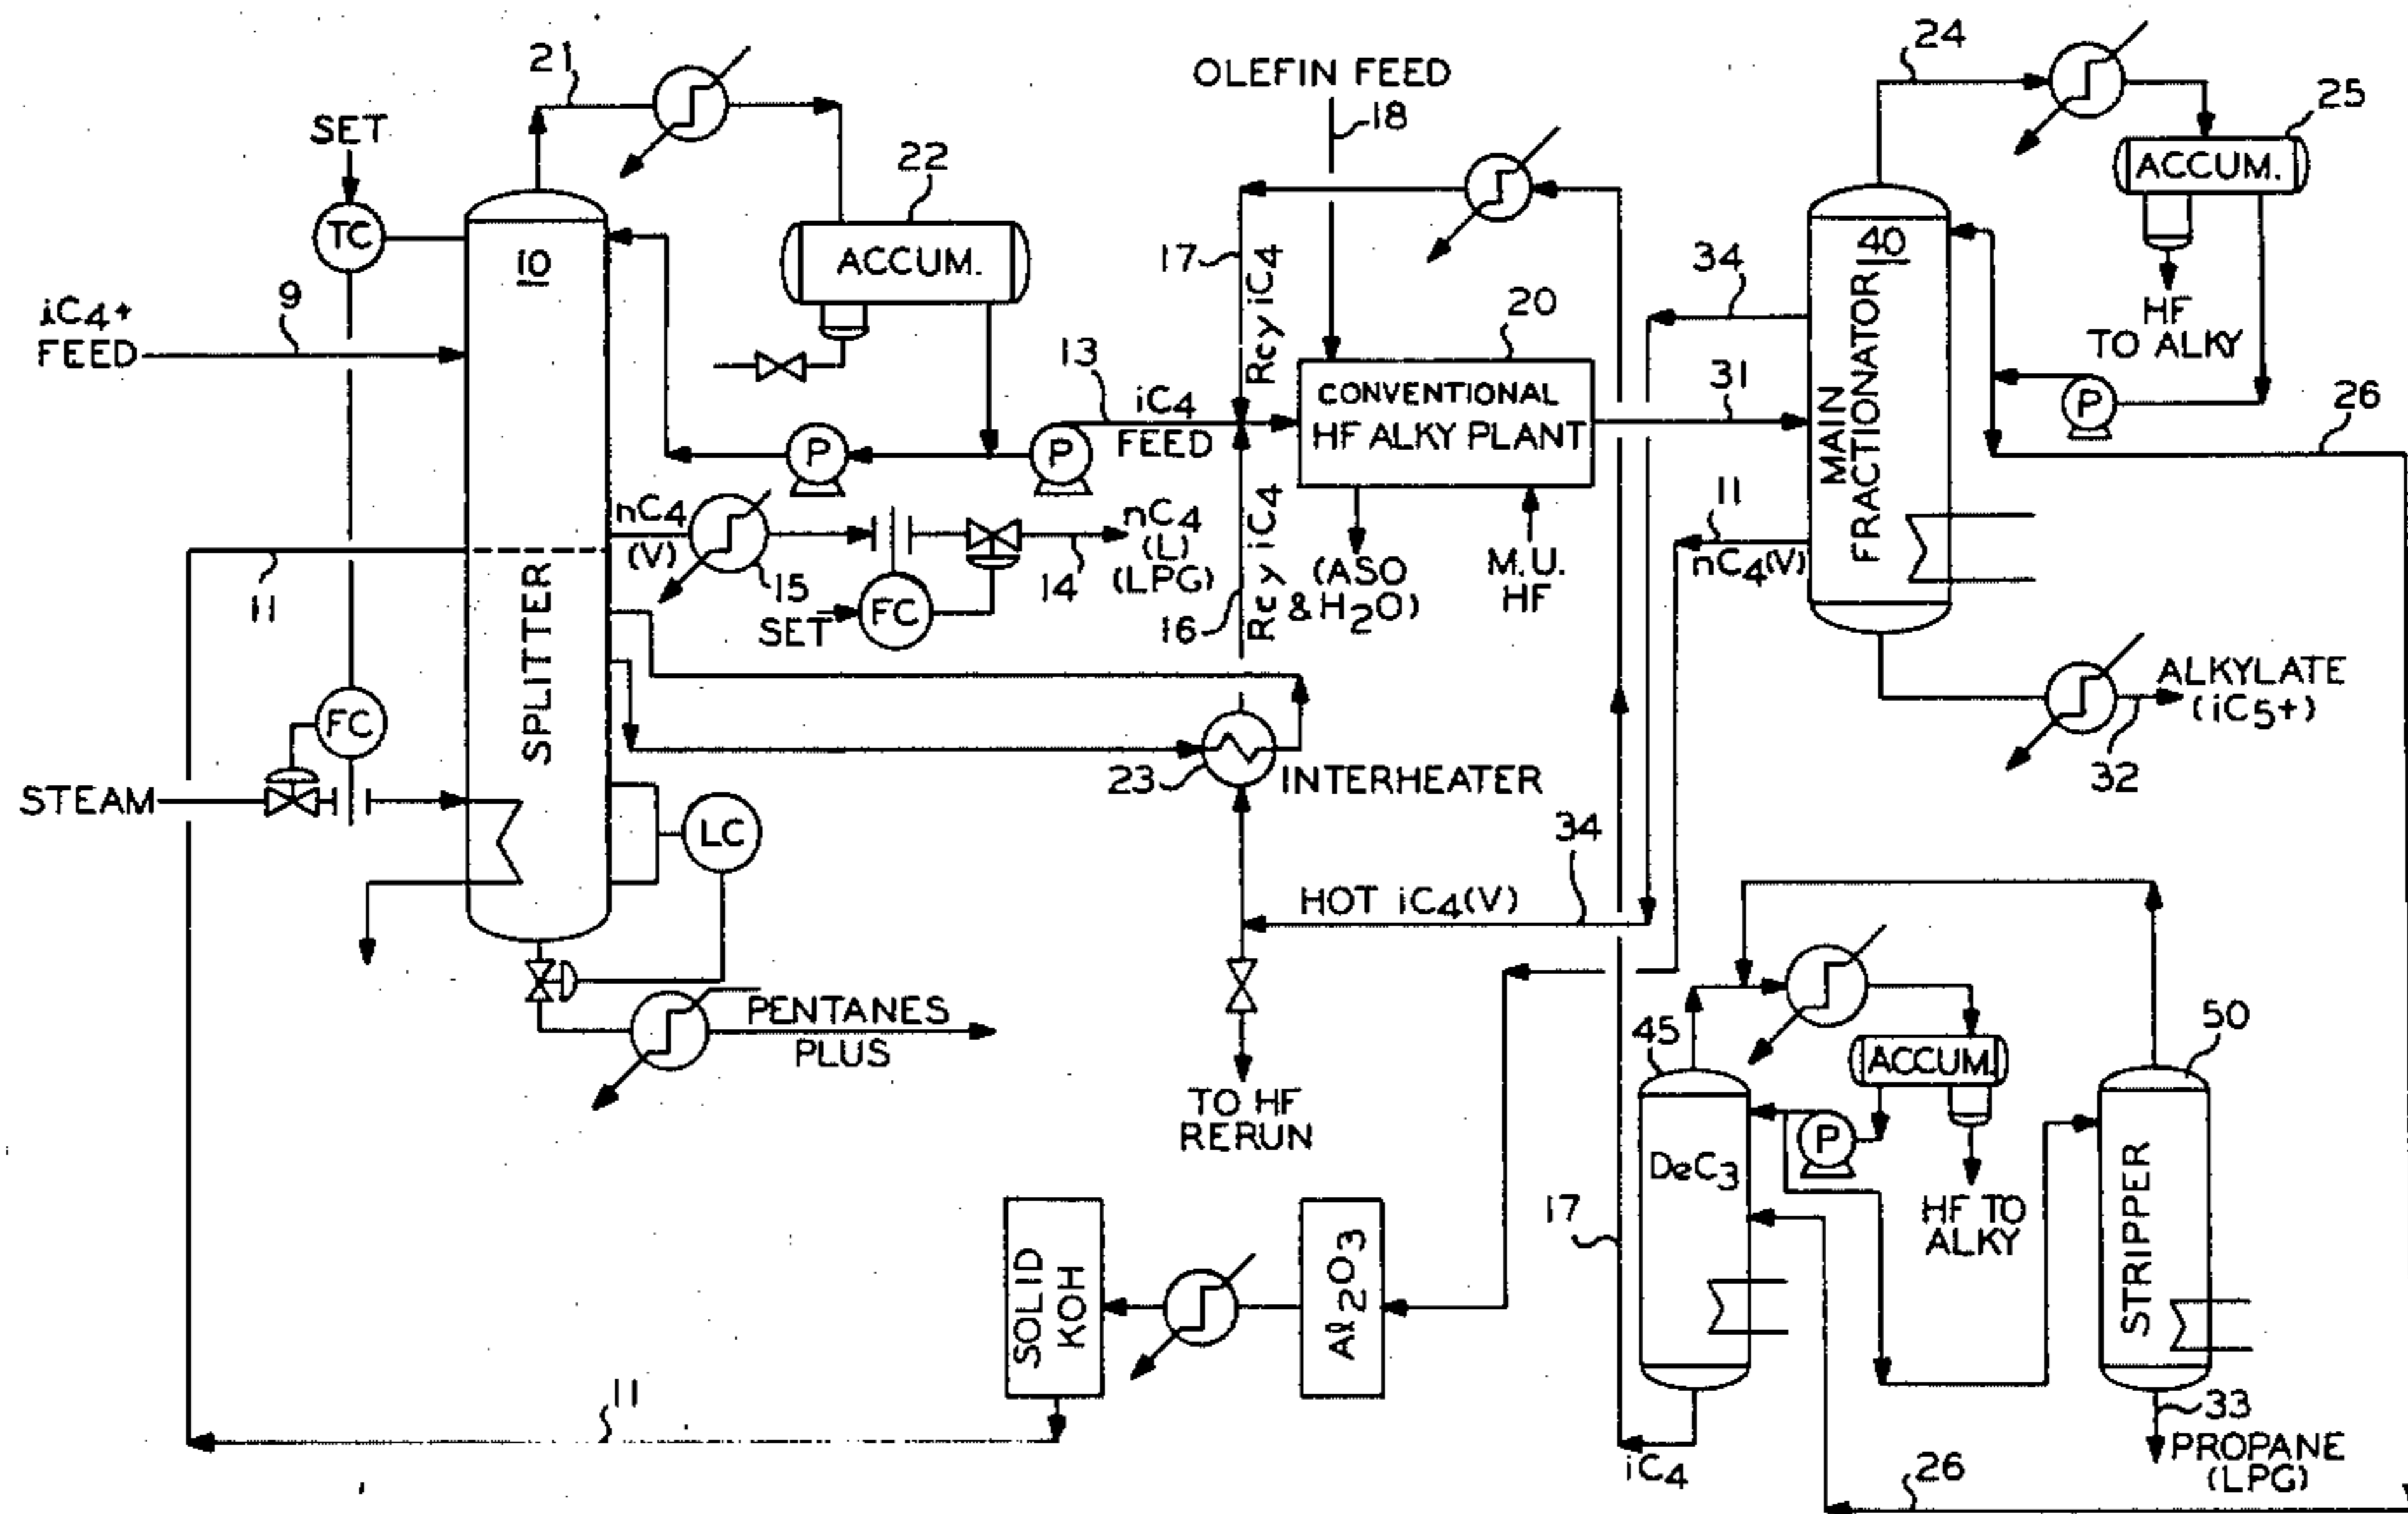 21
24
OLEFIN FEED
18
25
SET
22
ACCUM.
TC
10
ACCUM.
17
Rcy iC4
34
40
9
iC4+
FEED
20
HF
TO ALKY
13
iC4
FEED
CONVENTIONAL
HF ALKY PLANT
31
MAIN
FRACTIONATOR
P
26
P
P
nC4
(V)
15
nC4
(L)
(LPG)
14
SET
FC
16
Rcy iC4
(ASO
& H2O)
M.U.
HF
11
nC4(V)
11
SPLITTER
FC
ALKYLATE
(iC5+)
32
STEAM
23
INTERHEATER
LC
34
HOT iC4(V)
PENTANES
PLUS
45
50
ACCUM.
TO HF
RERUN
P
DeC3
HF TO
ALKY
STRIPPER
17
SOLID
KOH
Al2O3
11
33
iC4
PROPANE
(LPG)
26